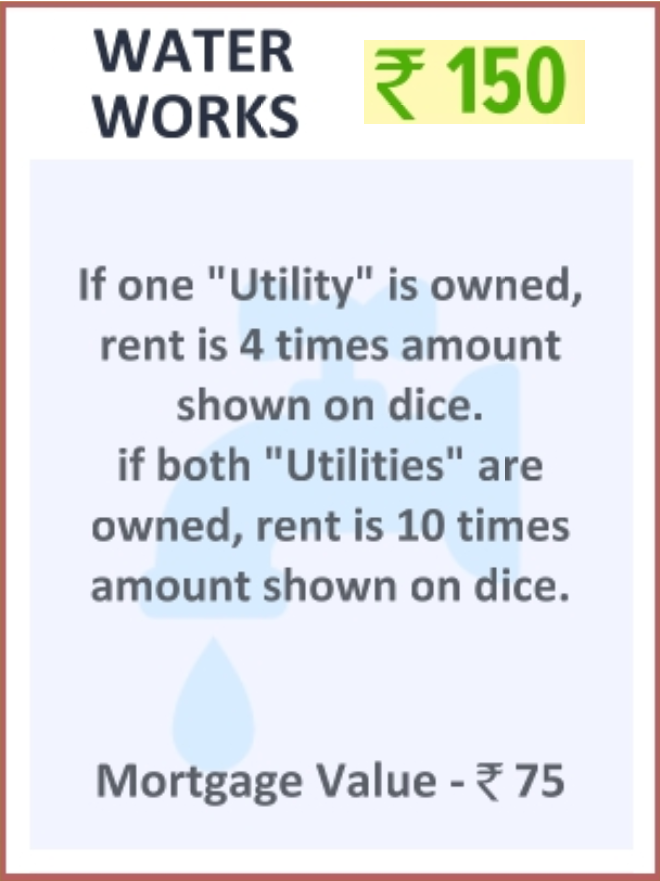 WATER
WORKS
₹ 150
If one "Utility" is owned,
rent is 4 times amount
shown on dice.
if both "Utilities" are
owned, rent is 10 times
amount shown on dice.
Mortgage Value - ₹ 75